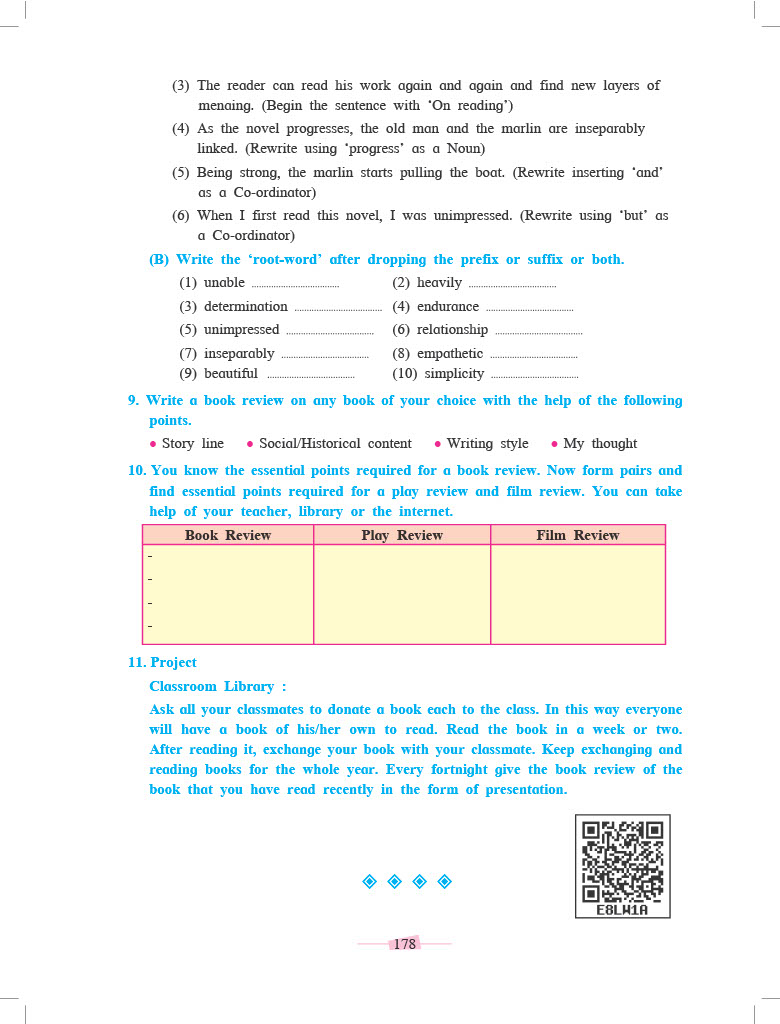 (3) The reader can read his work again and again and find new layers of
menaing. (Begin the sentence with ‘On reading’)
(4) As the novel progresses, the old man and the marlin are inseparably
linked. (Rewrite using ‘progress’ as a Noun)
(5) Being strong, the marlin starts pulling the boat. (Rewrite inserting ‘and’
as a Co-ordinator)
(6) When I first read this novel, I was unimpressed. (Rewrite using ‘but’ as
a Co-ordinator)
(B) Write the ‘root-word’ after dropping the prefix or suffix or both.
(1) unable .................................... (2) heavily ....................................
(3) determination .................................... (4) endurance ....................................
(5) unimpressed .................................... (6) relationship ....................................
(7) inseparably .................................... (8) empathetic ....................................
(9) beautiful .................................... (10) simplicity ....................................
9. Write a book review on any book of your choice with the help of the following
points.
• Story line • Social/Historical content • Writing style • My thought
10. You know the essential points required for a book review. Now form pairs and
find essential points required for a play review and film review. You can take
help of your teacher, library or the internet.
Book Review Play Review Film Review
-
-
-
-
11. Project
Classroom Library :
Ask all your classmates to donate a book each to the class. In this way everyone
will have a book of his/her own to read. Read the book in a week or two.
After reading it, exchange your book with your classmate. Keep exchanging and
reading books for the whole year. Every fortnight give the book review of the
book that you have read recently in the form of presentation.
E8LW1A
178